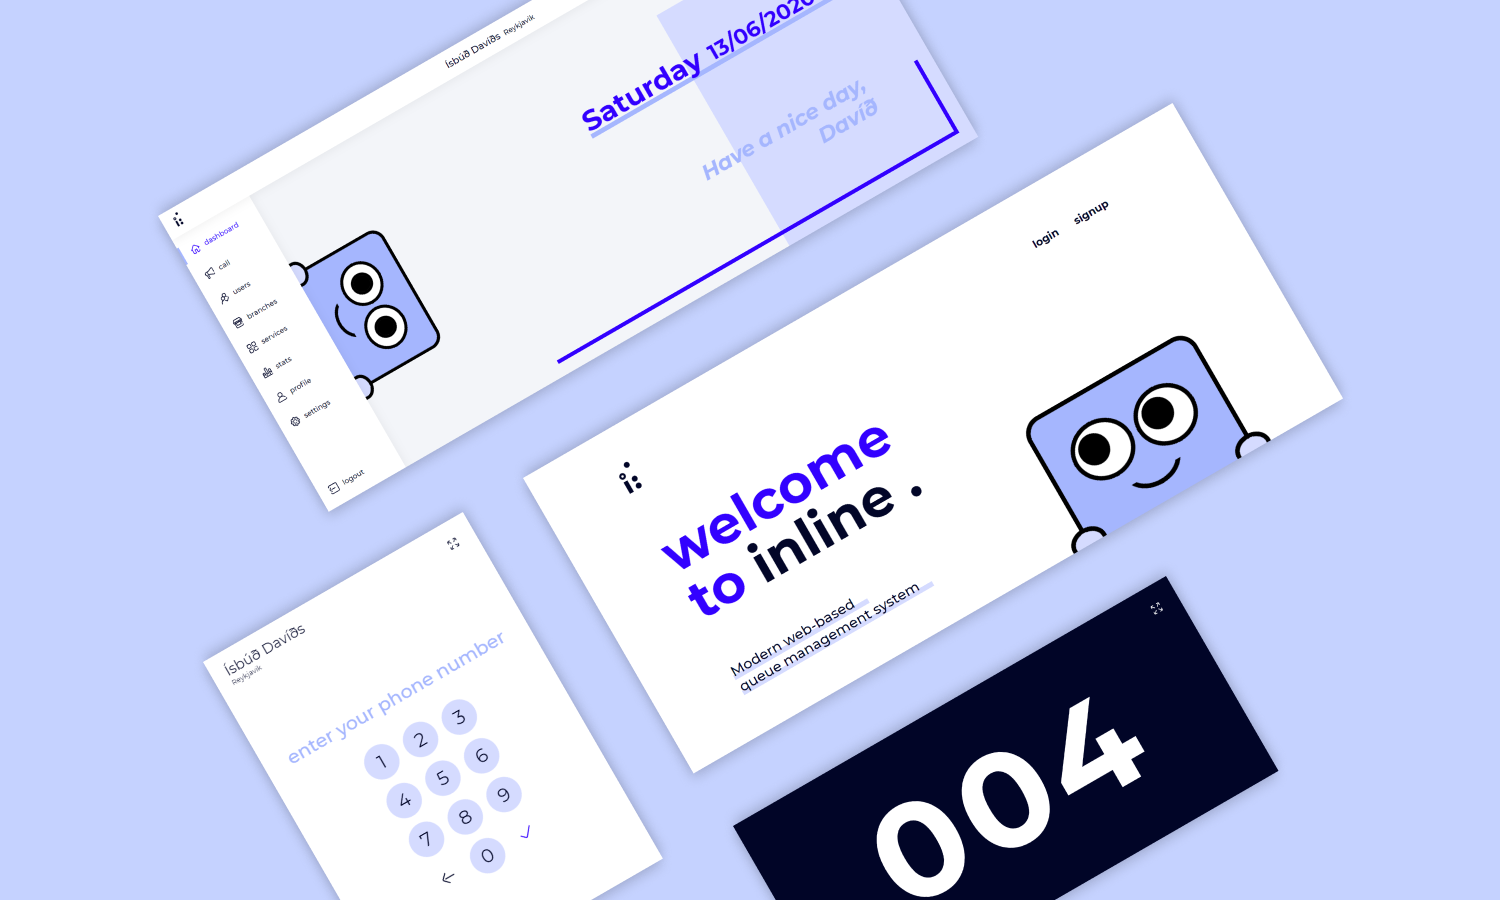 Ísbúð Davíðs Reykjavik
Saturday 13/06/2020
Have a nice day,
Davíð
dashboard
call
users
branches
services
stats
profile
settings
logout
login signup
welcome
to inline .
Modern web-based
queue management system
Ísbúð Davíðs
Reykjavik
enter your phone number
1 2 3
4 5 6
7 8 9
0
004